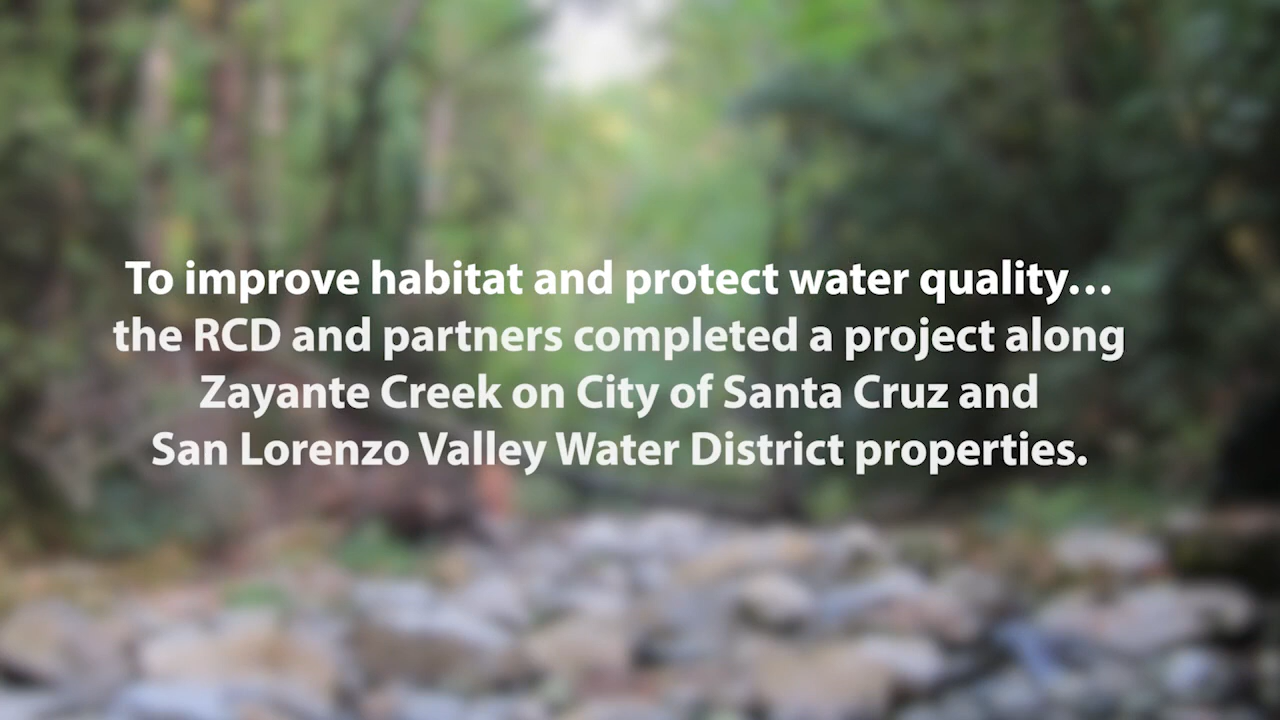 To improve habitat and protect water quality…
the RCD and partners completed a project along
Zayante Creek on City of Santa Cruz and
San Lorenzo Valley Water District properties.